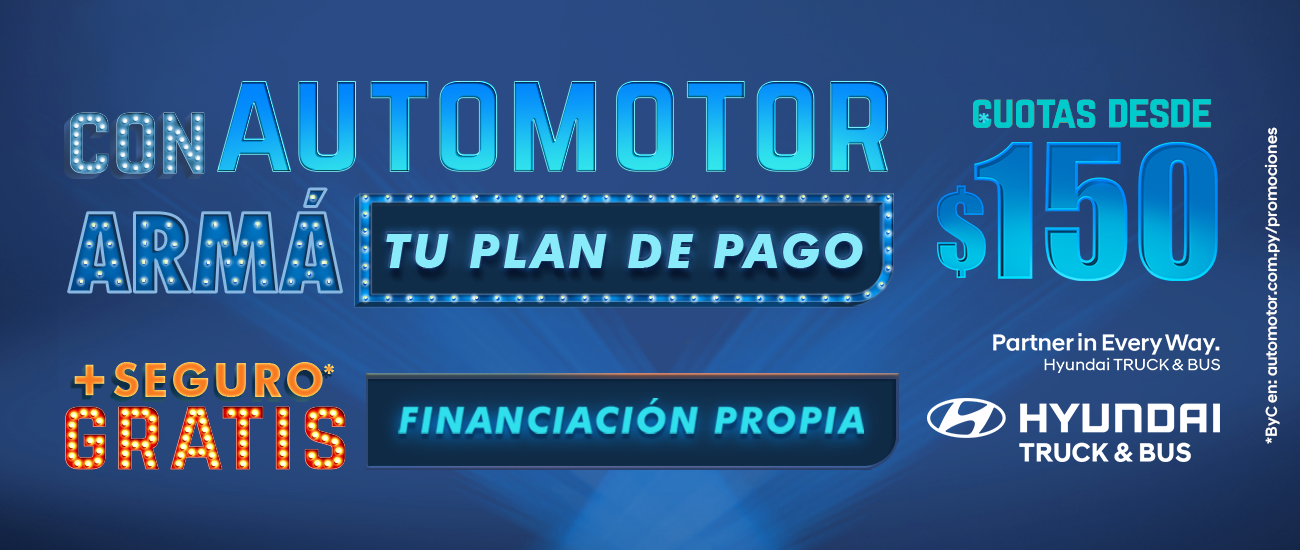 CON AUTOMOTOR
ARMÁ TU PLAN DE PAGO
+SEGURO*
GRATIS
FINANCIACIÓN PROPIA
*CUOTAS DESDE
$150
Partner in Every Way.
Hyundai TRUCK & BUS
HYUNDAI
TRUCK & BUS
*ByC en: automotor.com.py/promociones